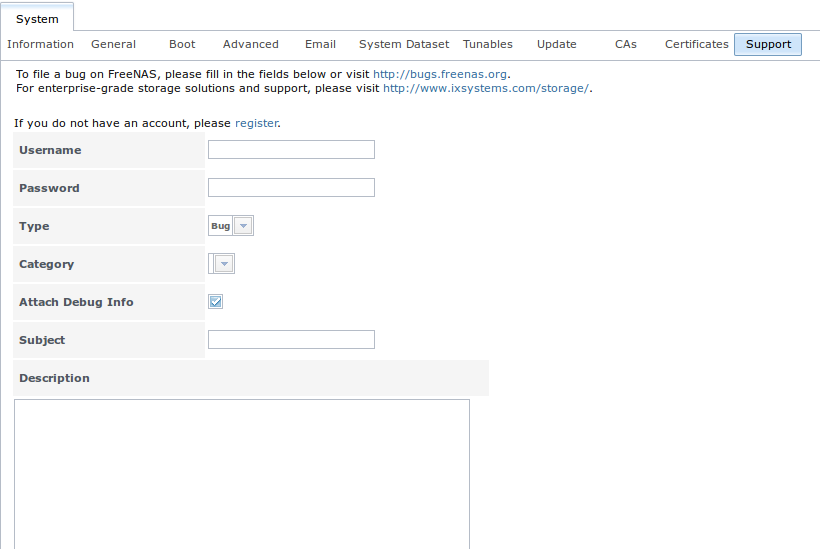 System
Information General Boot Advanced Email System Dataset Tunables Update CAs Certificates Support
To file a bug on FreeNAS, please fill in the fields below or visit http://bugs.freenas.org.
For enterprise-grade storage solutions and support, please visit http://www.ixsystems.com/storage/.
If you do not have an account, please register.
Username
Password
Type Bug
Category
Attach Debug Info
Subject
Description